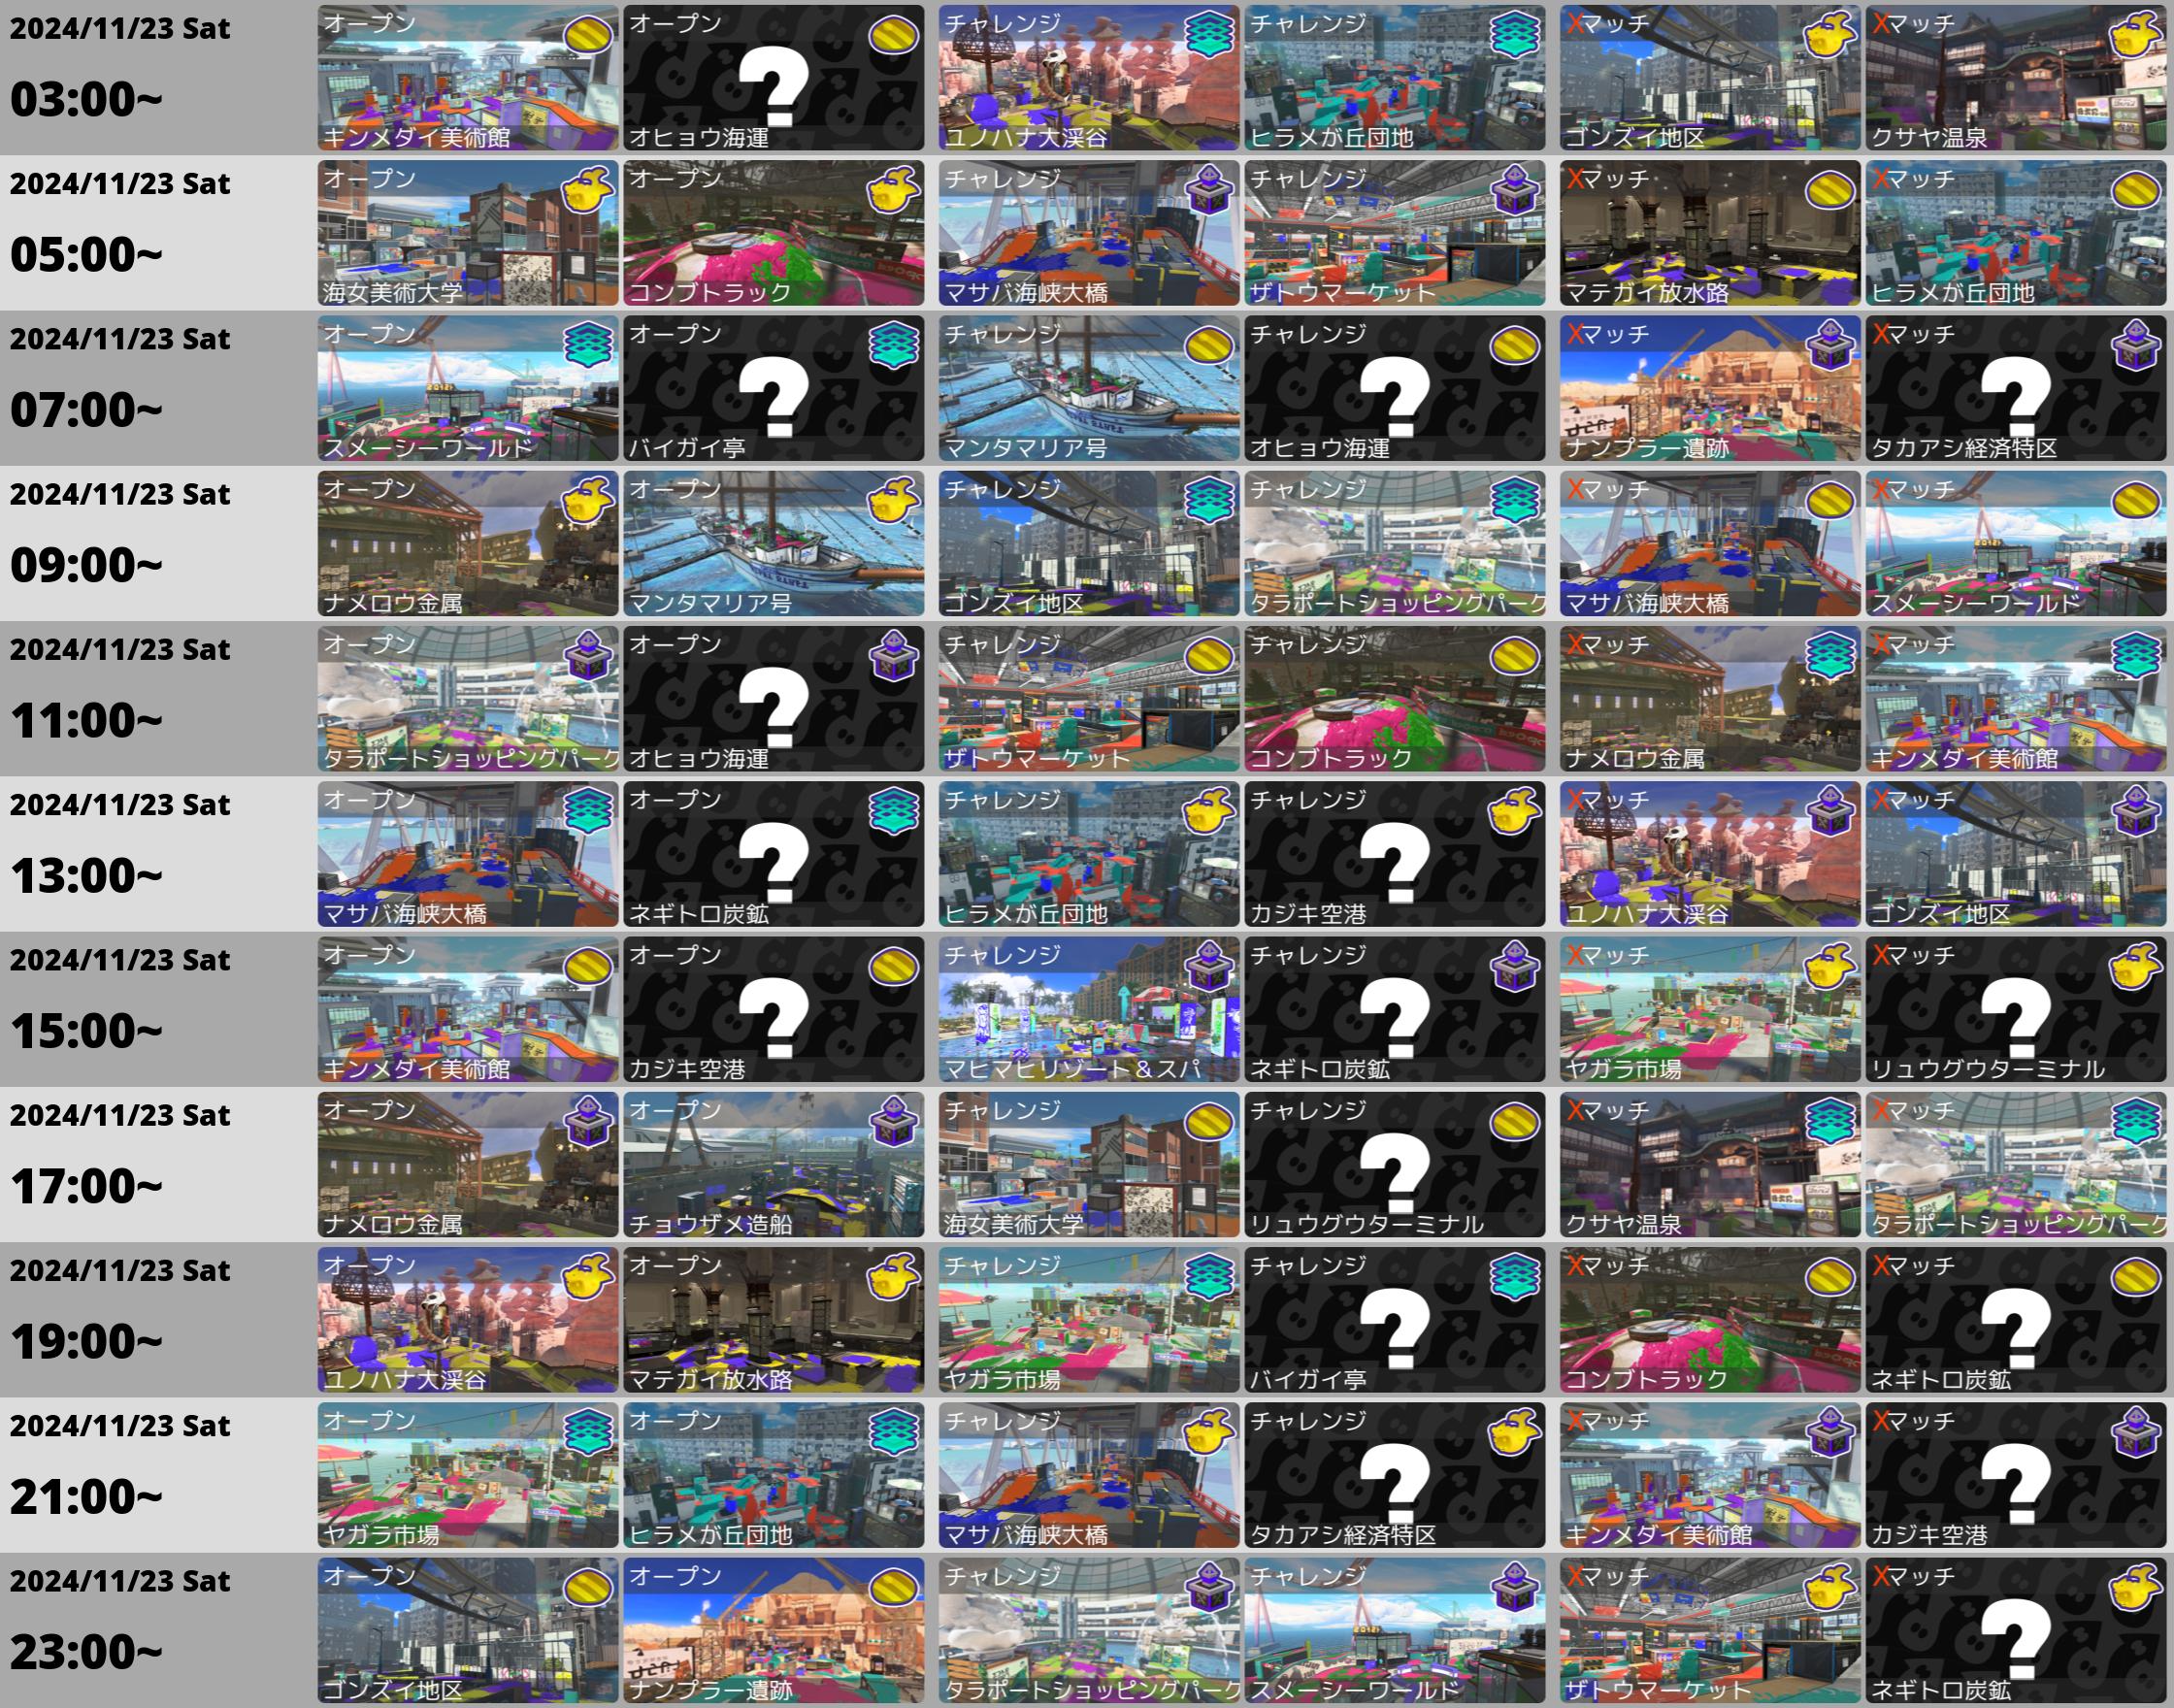 2024/11/23 Sat
03:00~
オープン
キンメダイ美術館
オープン
オヒョウ海運
チャレンジ
ユノハナ大渓谷
チャレンジ
ヒラメが丘団地
Xマッチ
ゴンズイ地区
Xマッチ
クサヤ温泉
2024/11/23 Sat
05:00~
オープン
海女美術大学
オープン
コンブトラック
チャレンジ
マサバ海峡大橋
チャレンジ
ザトウマーケット
Xマッチ
マテガイ放水路
Xマッチ
ヒラメが丘団地
2024/11/23 Sat
07:00~
オープン
スメーシーワールド
オープン
バイガイ亭
チャレンジ
マンタマリア号
チャレンジ
オヒョウ海運
Xマッチ
ナンプラー遺跡
Xマッチ
タカアシ経済特区
2024/11/23 Sat
09:00~
オープン
ナメロウ金属
オープン
マンタマリア号
チャレンジ
ゴンズイ地区
チャレンジ
タラポートショッピングパーク
Xマッチ
マサバ海峡大橋
Xマッチ
スメーシーワールド
2024/11/23 Sat
11:00~
オープン
タラポートショッピングパーク
オープン
オヒョウ海運
チャレンジ
ザトウマーケット
チャレンジ
コンブトラック
Xマッチ
ナメロウ金属
Xマッチ
キンメダイ美術館
2024/11/23 Sat
13:00~
オープン
マサバ海峡大橋
オープン
ネギトロ炭鉱
チャレンジ
ヒラメが丘団地
チャレンジ
カジキ空港
Xマッチ
ユノハナ大渓谷
Xマッチ
ゴンズイ地区
2024/11/23 Sat
15:00~
オープン
キンメダイ美術館
オープン
カジキ空港
チャレンジ
マヒマヒリゾート＆スパ
チャレンジ
ネギトロ炭鉱
Xマッチ
ヤガラ市場
Xマッチ
リュウグウターミナル
2024/11/23 Sat
17:00~
オープン
ナメロウ金属
オープン
チョウザメ造船
チャレンジ
海女美術大学
チャレンジ
リュウグウターミナル
Xマッチ
クサヤ温泉
Xマッチ
タラポートショッピングパーク
2024/11/23 Sat
19:00~
オープン
ユノハナ大渓谷
オープン
マテガイ放水路
チャレンジ
ヤガラ市場
チャレンジ
バイガイ亭
Xマッチ
コンブトラック
Xマッチ
ネギトロ炭鉱
2024/11/23 Sat
21:00~
オープン
ヤガラ市場
オープン
ヒラメが丘団地
チャレンジ
マサバ海峡大橋
チャレンジ
タカアシ経済特区
Xマッチ
キンメダイ美術館
Xマッチ
カジキ空港
2024/11/23 Sat
23:00~
オープン
ゴンズイ地区
オープン
ナンプラー遺跡
チャレンジ
タラポートショッピングパーク
チャレンジ
スメーシーワールド
Xマッチ
ザトウマーケット
Xマッチ
ネギトロ炭鉱